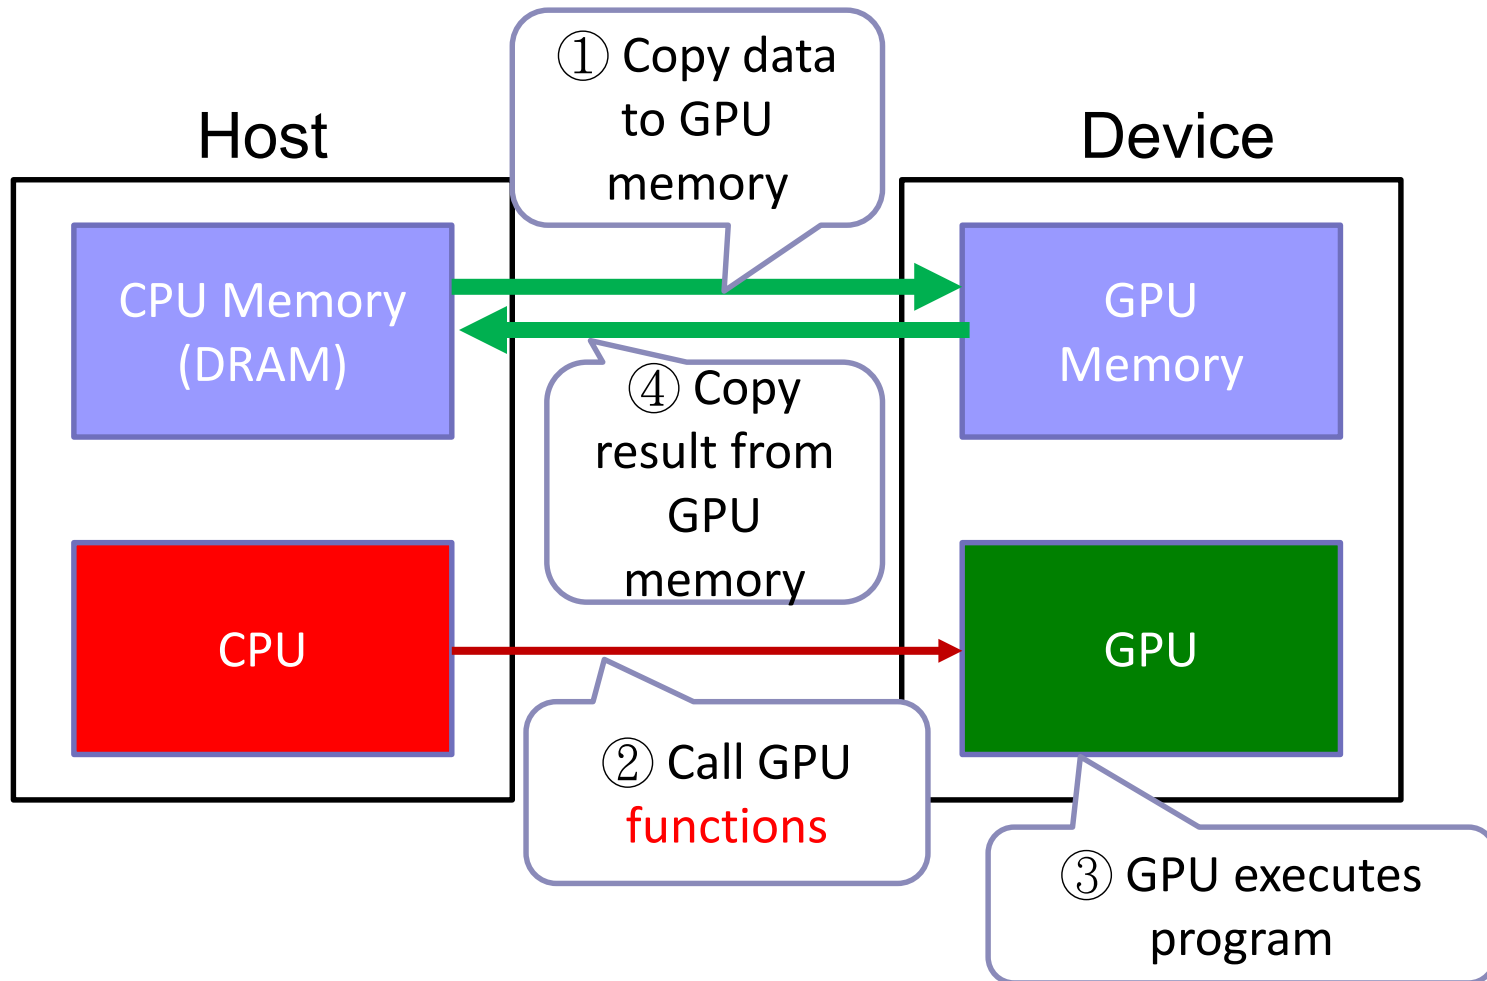 Host
① Copy data
to GPU
memory
Device
CPU Memory
(DRAM)
GPU
Memory
④ Copy
result from
GPU
memory
CPU
GPU
② Call GPU
functions
③ GPU executes
program